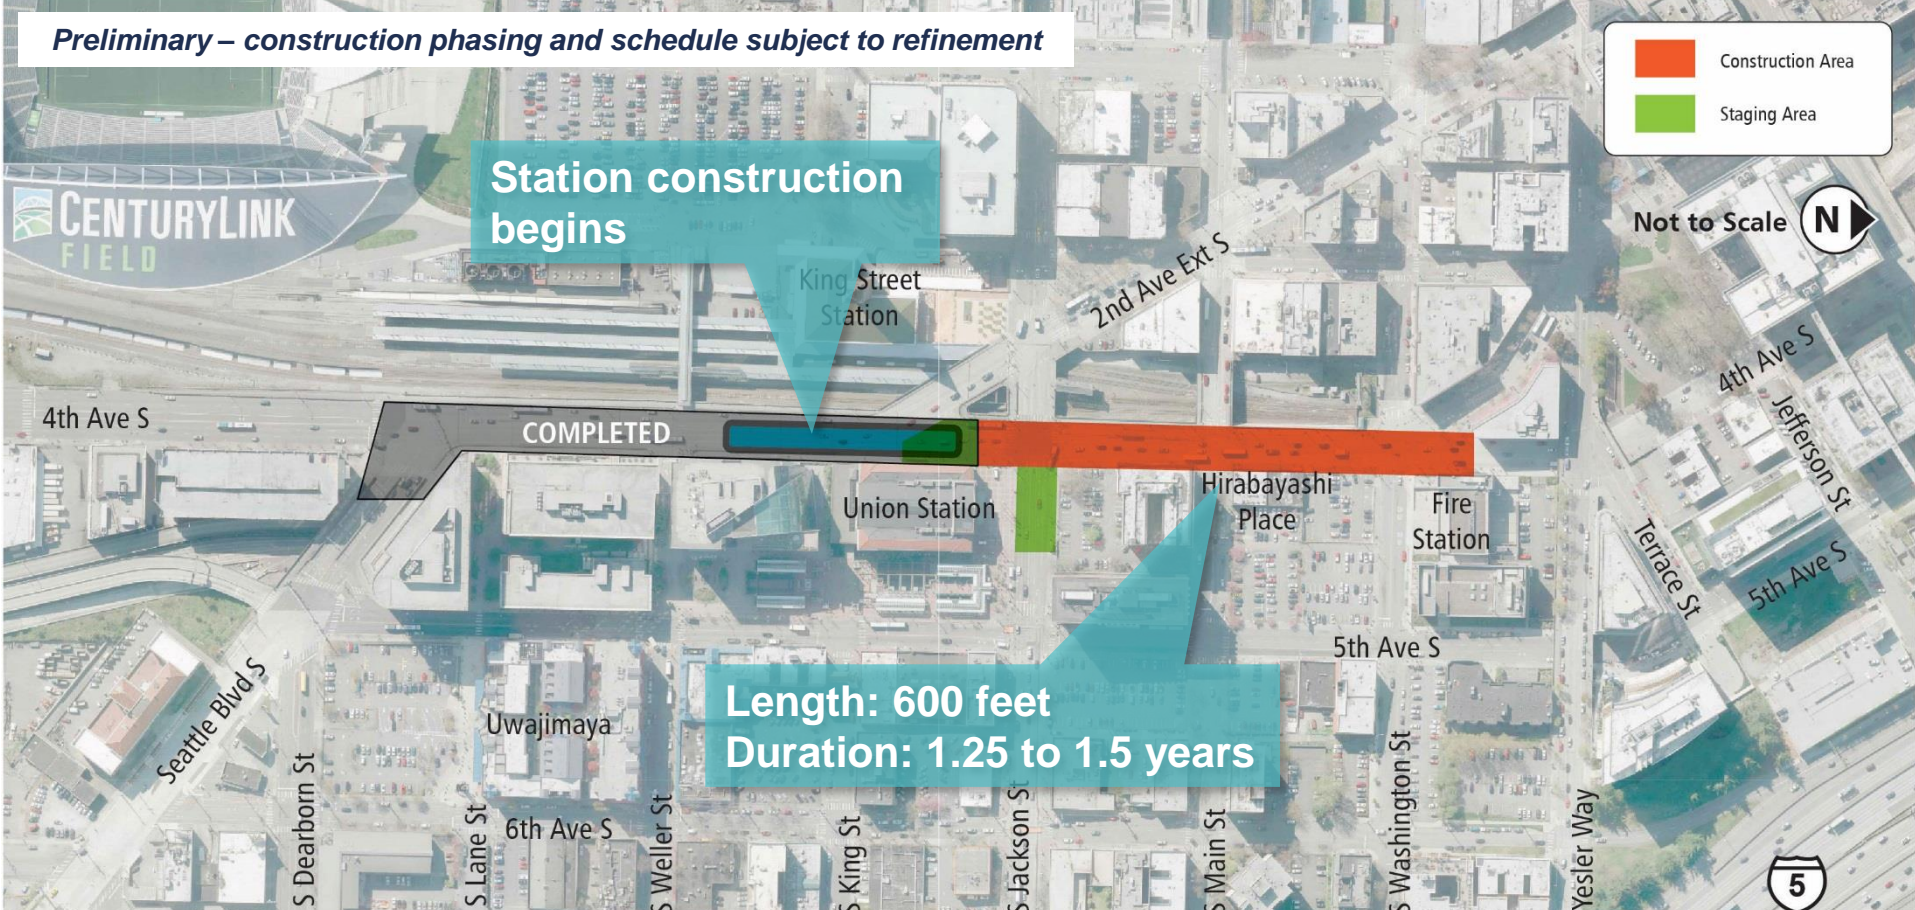 Preliminary – construction phasing and schedule subject to refinement
Construction Area
Staging Area
Not to Scale
N
CENTURYLINK
FIELD
Station construction
begins
King Street
Station
2nd Ave Ext S
4th Ave S
4th Ave S
COMPLETED
Jefferson St
Union Station
Hirabayashi
Place
Fire
Station
Terrace St
5th Ave S
5th Ave S
Length: 600 feet
Duration: 1.25 to 1.5 years
Seattle Blvd S
Uwajimaya
6th Ave S
S Dearborn St
S Lane St
S Weller St
S King St
S Jackson St
S Main St
S Washington St
Yesler Way
5